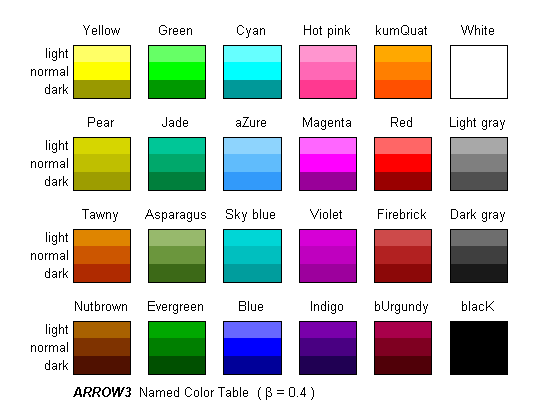 Yellow Green Cyan Hot pink kumQuat White
light
normal
dark
Pear Jade aZure Magenta Red Light gray
light
normal
dark
Tawny Asparagus Sky blue Violet Firebrick Dark gray
light
normal
dark
Nutbrown Evergreen Blue Indigo bUrgundy blacK
light
normal
dark
ARROW3 Named Color Table ( β = 0.4 )